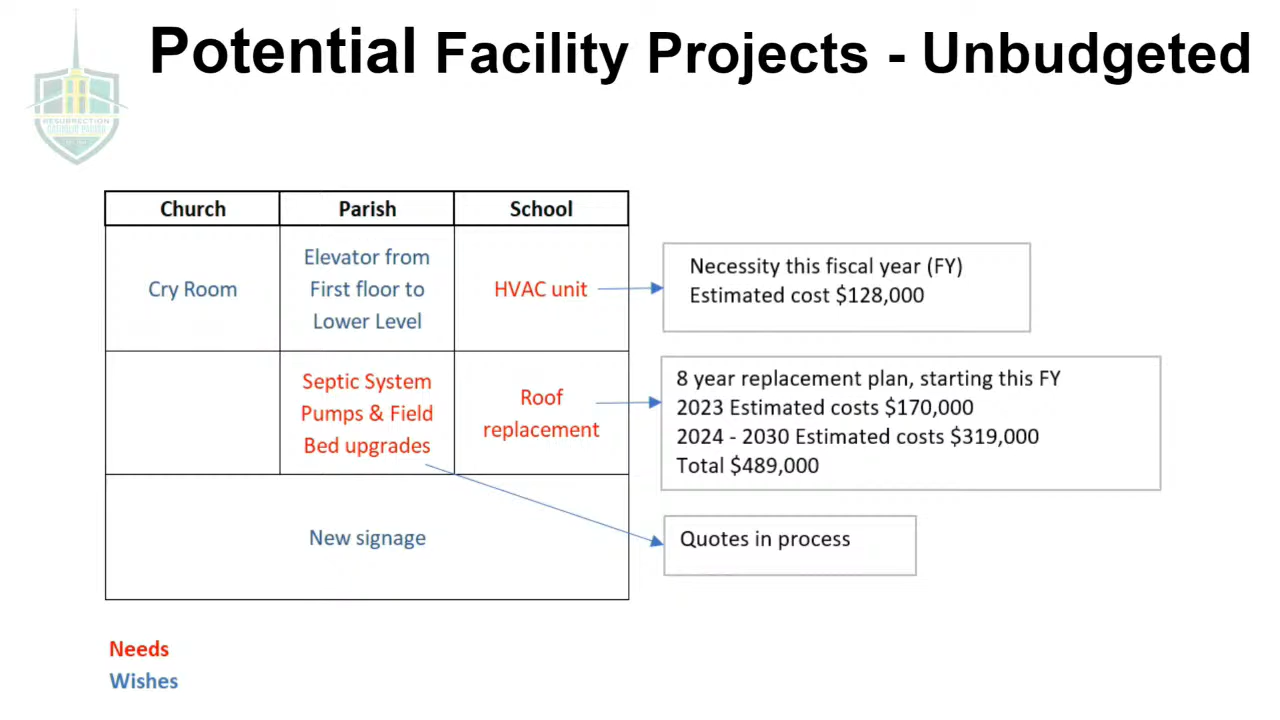 Potential Facility Projects - Unbudgeted
RESURRECTION
CATHOLIC PARISH
Church Parish School
Cry Room
Elevator from
First floor to
Lower Level
HVAC unit
Necessity this fiscal year (FY)
Estimated cost $128,000
Septic System
Pumps & Field
Bed upgrades
Roof
replacement
8 year replacement plan, starting this FY
2023 Estimated costs $170,000
2024 - 2030 Estimated costs $319,000
Total $489,000
New signage
Quotes in process
Needs
Wishes